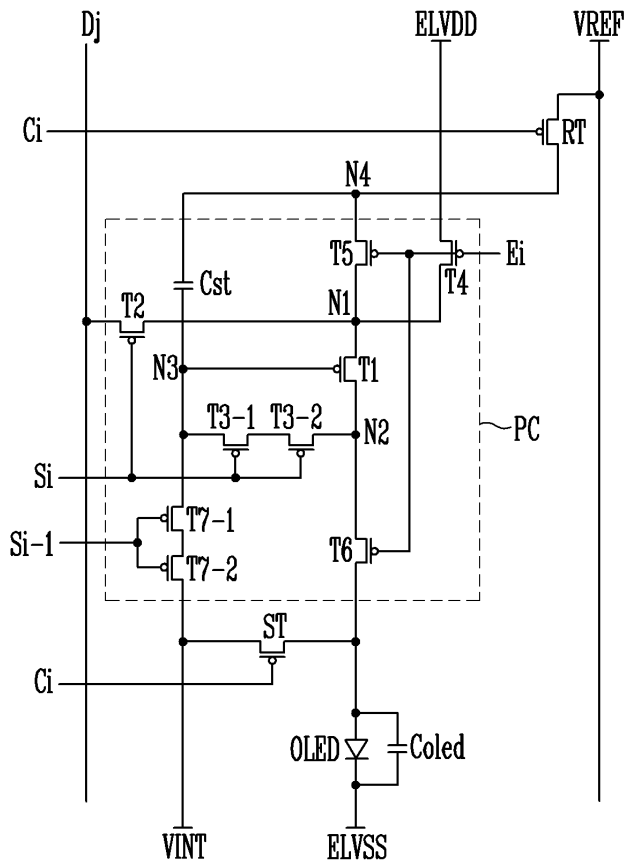 Dj
ELVDD
VREF
Ci
RT
N4
T5
Ei
T4
Cst
T2
N1
N3
T1
T3-1
T3-2
N2
PC
Si
T7-1
Si-1
T6
T7-2
ST
Ci
OLED
Coled
VINT
ELVSS